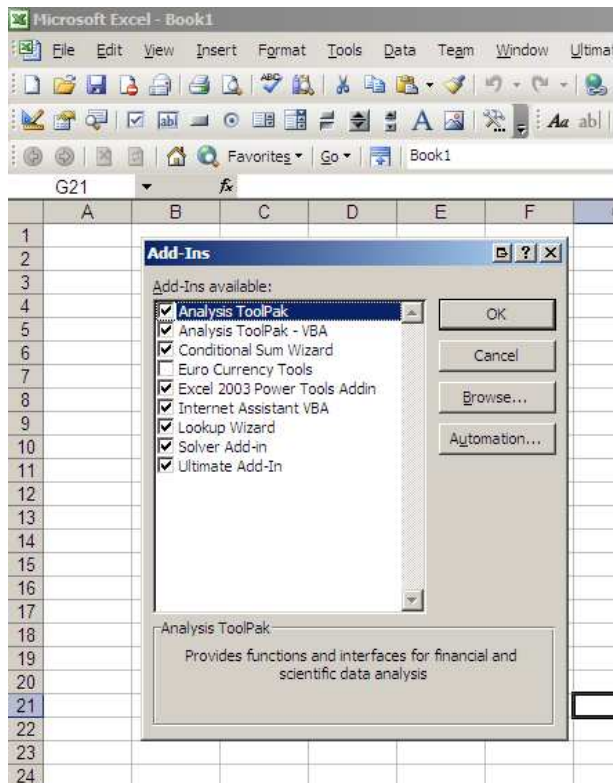 Microsoft Excel - Book1
File Edit View Insert Format Tools Data Team Window Ultimat
ABC
ab A Aa ab|
Favorites Go Book1
G21 fx
A B C D E F
1
2
3
4
5
6
7
8
9
10
11
12
13
14
15
16
17
18
19
20
21
22
23
24
Add-Ins ?
Add-Ins available:
Analysis ToolPak
Analysis ToolPak - VBA
Conditional Sum Wizard
Euro Currency Tools
Excel 2003 Power Tools Addin
Internet Assistant VBA
Lookup Wizard
Solver Add-in
Ultimate Add-In
OK
Cancel
Browse...
Automation...
Analysis ToolPak
Provides functions and interfaces for financial and
scientific data analysis